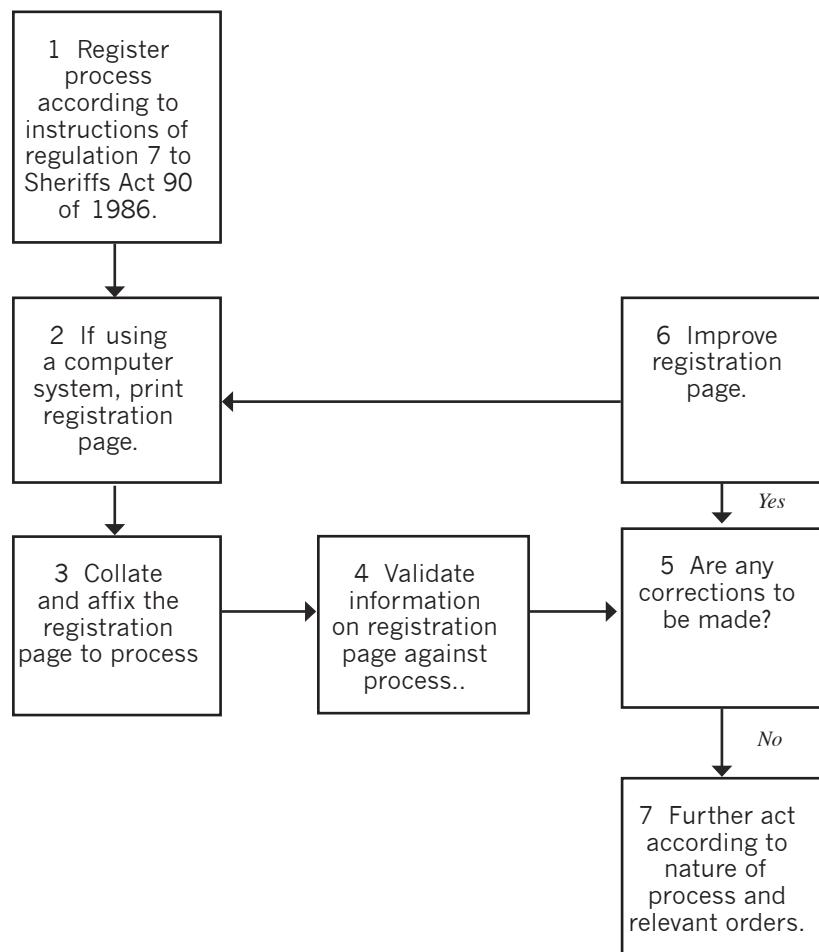 1 Register
process
according to
instructions of
regulation 7 to
Sheriffs Act 90
of 1986.
2 If using
a computer
system, print
registration
page.
3 Collate
and affix the
registration
page to process
4 Validate
information
on registration
page against
process..
5 Are any
corrections to
be made?
Yes
6 Improve
registration
page.
No
7 Further act
according to
nature of
process and
relevant orders.